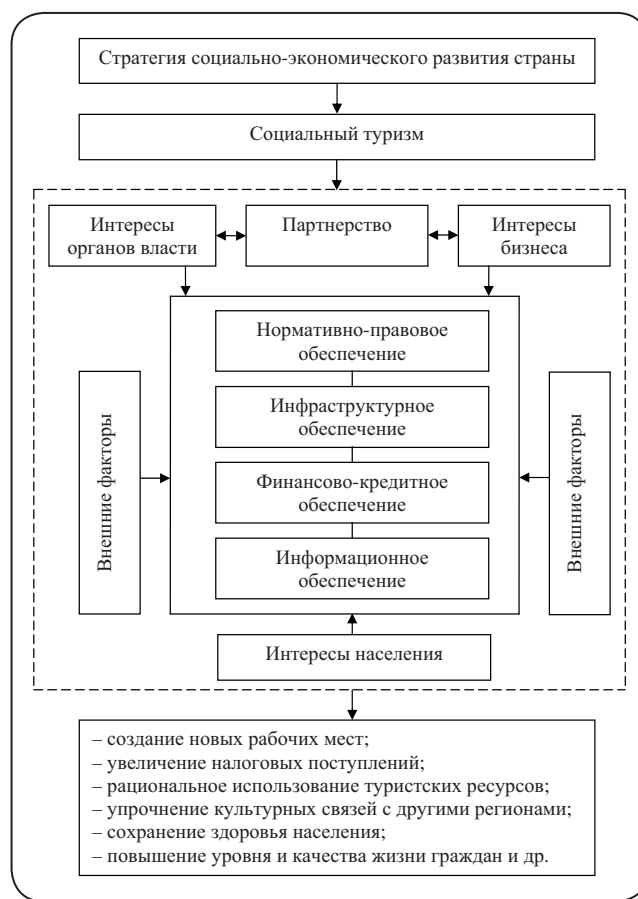 Стратегия социально-экономического развития страны
Социальный туризм
Интересы
органов власти
Партнерство
Интересы
бизнеса
Нормативно-правовое
обеспечение
Инфраструктурное
обеспечение
Финансово-кредитное
обеспечение
Информационное
обеспечение
Внешние факторы
Внешние факторы
Интересы населения
– создание новых рабочих мест;
– увеличение налоговых поступлений;
– рациональное использование туристских ресурсов;
– упрочнение культурных связей с другими регионами;
– сохранение здоровья населения;
– повышение уровня и качества жизни граждан и др.